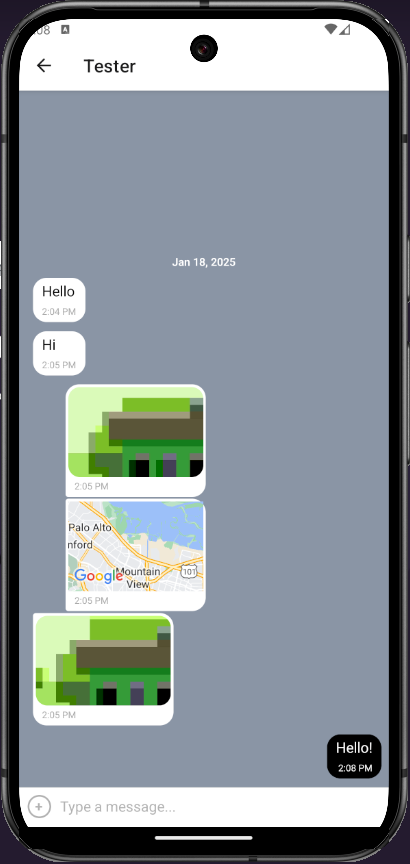 :08
Tester
Jan 18, 2025
Hello
2:04 PM
Hi
2:05 PM
2:05 PM
Palo Alto
nford
Google
Mountain
View
101
2:05 PM
2:05 PM
Hello!
2:08 PM
Type a message...